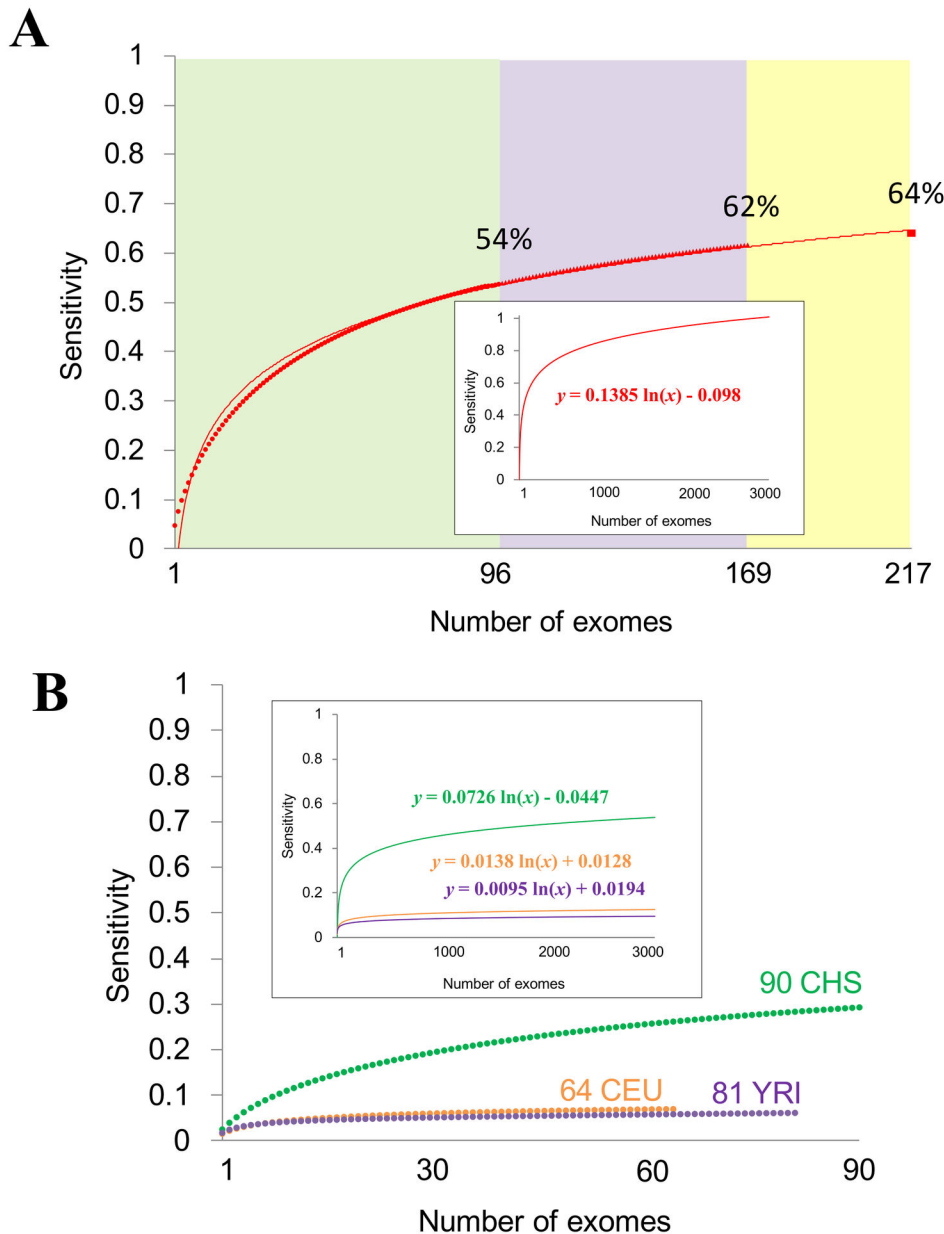 A
1
0.9
0.8
0.7
0.6
0.5
0.4
0.3
0.2
0.1
0
Sensitivity
54%
62%
64%
1
0.8
0.6
0.4
0.2
0
Sensitivity
y = 0.1385 ln(x) - 0.098
1 1000 2000 3000
Number of exomes
1 96 169 217
Number of exomes
B
1
0.9
0.8
0.7
0.6
0.5
0.4
0.3
0.2
0.1
0
Sensitivity
1
0.8
0.6
0.4
0.2
0
Sensitivity
y = 0.0726 ln(x) - 0.0447
y = 0.0138 ln(x) + 0.0128
y = 0.0095 ln(x) + 0.0194
1 1000 2000 3000
Number of exomes
90 CHS
64 CEU
81 YRI
1 30 60 90
Number of exomes